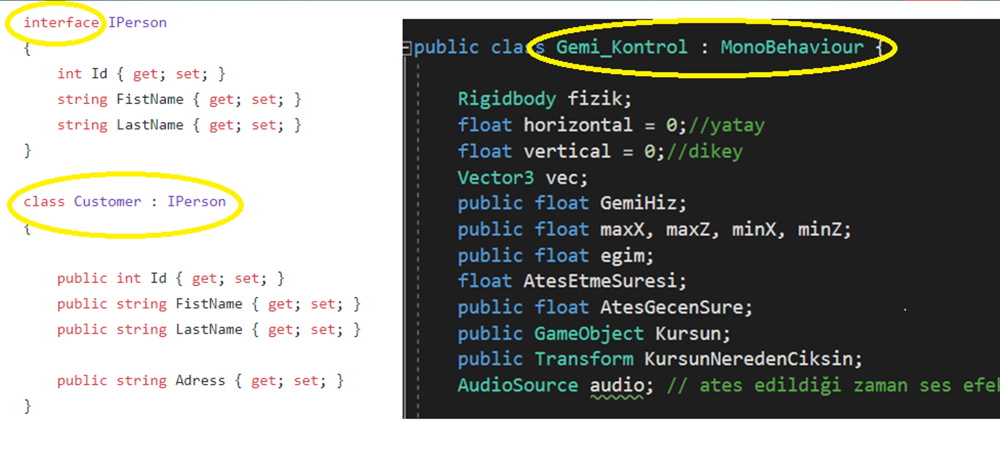 interface IPerson
{
int Id { get; set; }
string FistName { get; set; }
string LastName { get; set; }
}
class Customer : IPerson
{
public int Id { get; set; }
public string FistName { get; set; }
public string LastName { get; set; }
public string Adress { get; set; }
}
public class Gemi_Kontrol : MonoBehaviour {
Rigidbody fizik;
float horizontal = 0;//yatay
float vertical = 0;//dikey
Vector3 vec;
public float GemiHiz;
public float maxX, maxZ, minX, minZ;
public float egim;
float AtesEtmeSuresi;
public float AtesGecenSure;
public GameObject Kursun;
public Transform KursunNeredenCiksin;
AudioSource audio; // ates edildiği zaman ses